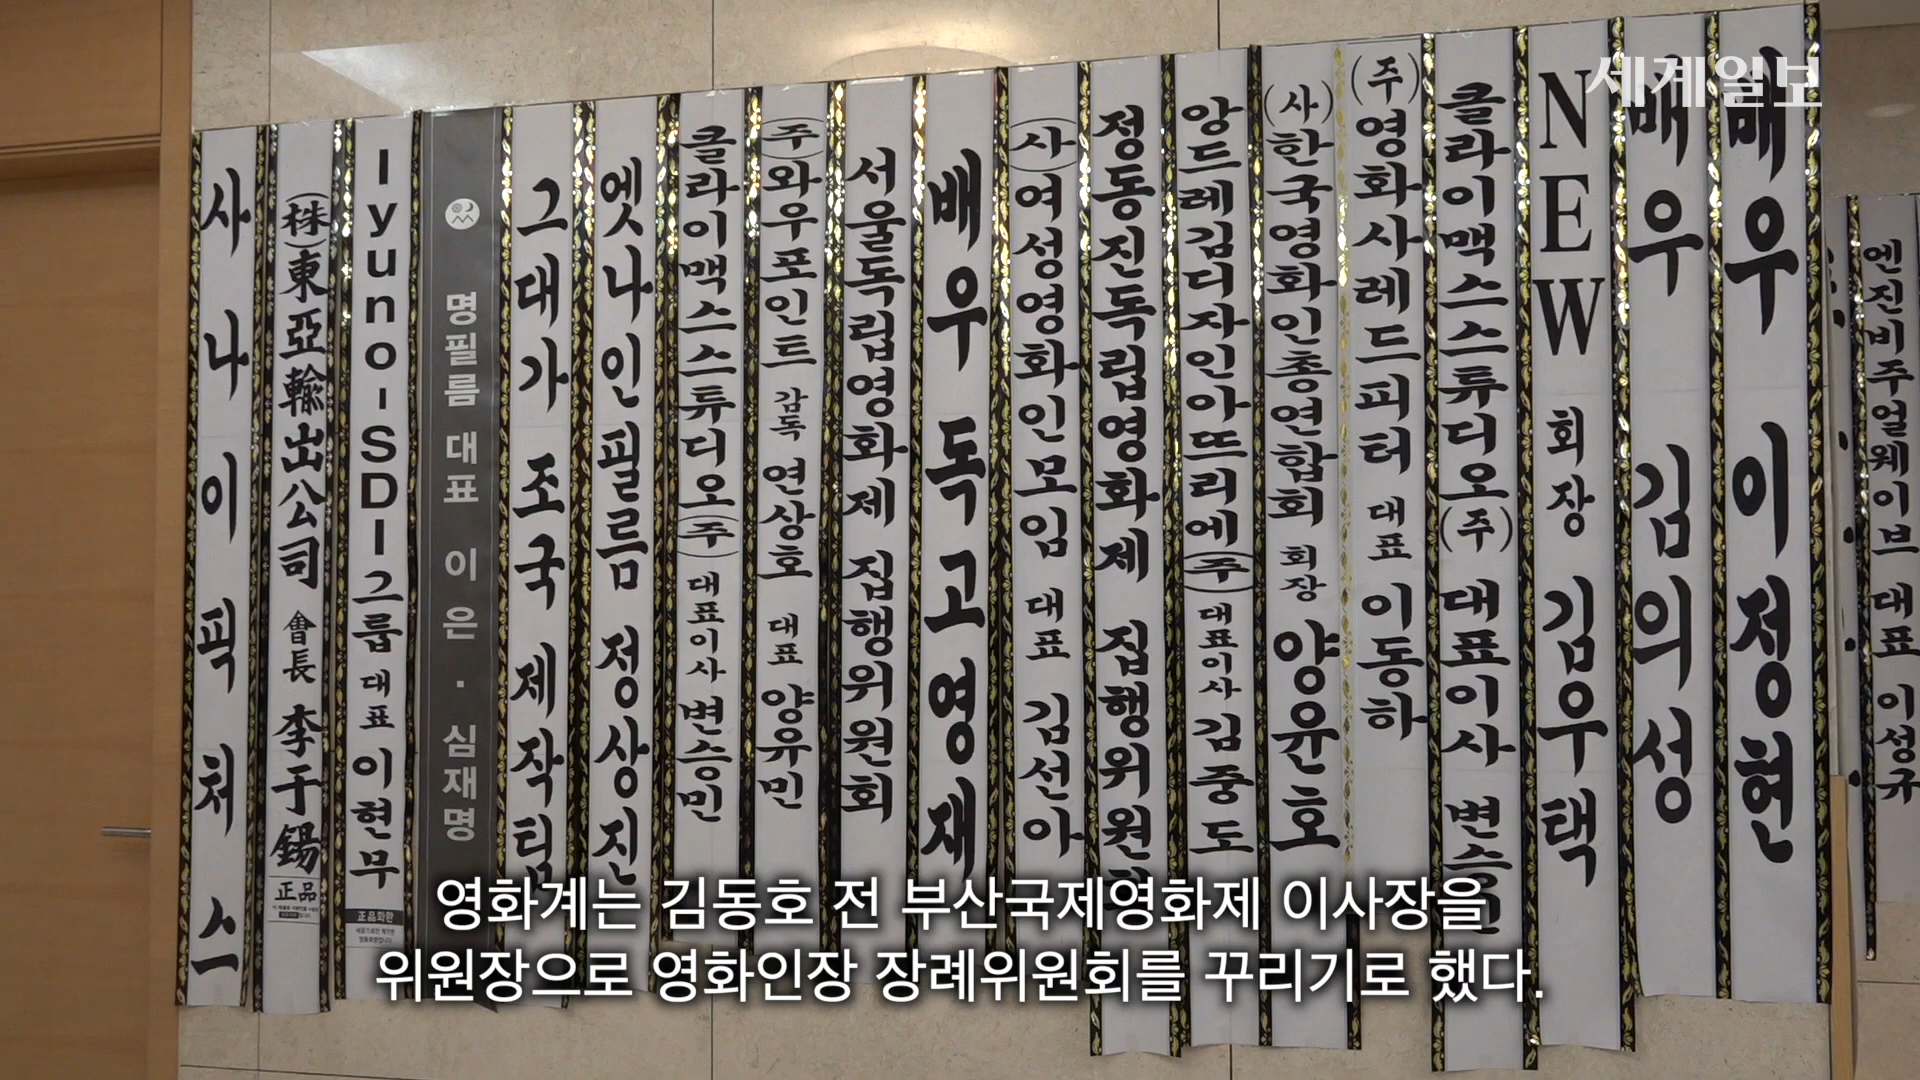 세계일보
사나이픽처스
(株)東亞輸出公司 會長 李于錫
正品
Iyuno-SDI그룹 대표 이현무
正品화환
명필름 대표 이은·심재명
그대가 조국 제작팀
엣나인필름 정상진
클라이맥스스튜디오(주) 대표이사 변승민
(주)와우포인트 감독 연상호 대표 양유민
서울독립영화제 집행위원회
배우 독고영재
(사)여성영화인모임 대표 김선아
정동진독립영화제 집행위원회
앙드레김디자인아뜨리에(주) 대표이사 김중도
(사)한국영화인총연합회 회장 양윤호
(주)영화사레드피터 대표 이동하
클라이맥스스튜디오(주) 대표이사 변승민
NEW 회장 김우택
배우 김의성
배우 이정현
엔진비주얼웨이브 대표 이성규
영화계는 김동호 전 부산국제영화제 이사장을
위원장으로 영화인장 장례위원회를 꾸리기로 했다.